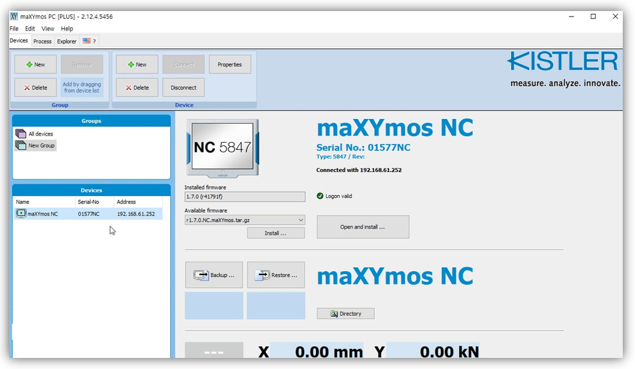 maXYmos PC [PLUS] - 2.12.4.5456
File Edit View Help
Devices Process Explorer ?
New
Delete
Add by dragging from device list
Group
New Connect Properties
Delete Disconnect
Device
KISTLER
measure. analyze. innovate.
Groups
All devices
New Group
Devices
Name Serial-No Address
maXYmos NC 01577NC 192.168.61.252
NC 5847
maXYmos NC
Serial No.: 01577NC
Type: 5847 / Rev:
Connected with 192.168.61.252
Installed firmware
1.7.0 (r41791f)
Logon valid
Available firmware
r1.7.0.NC.maXYmos.tar.gz
Install ...
Open and install ...
Backup ...
Restore ...
maXYmos NC
Directory
--- X 0.00 mm Y 0.00 kN